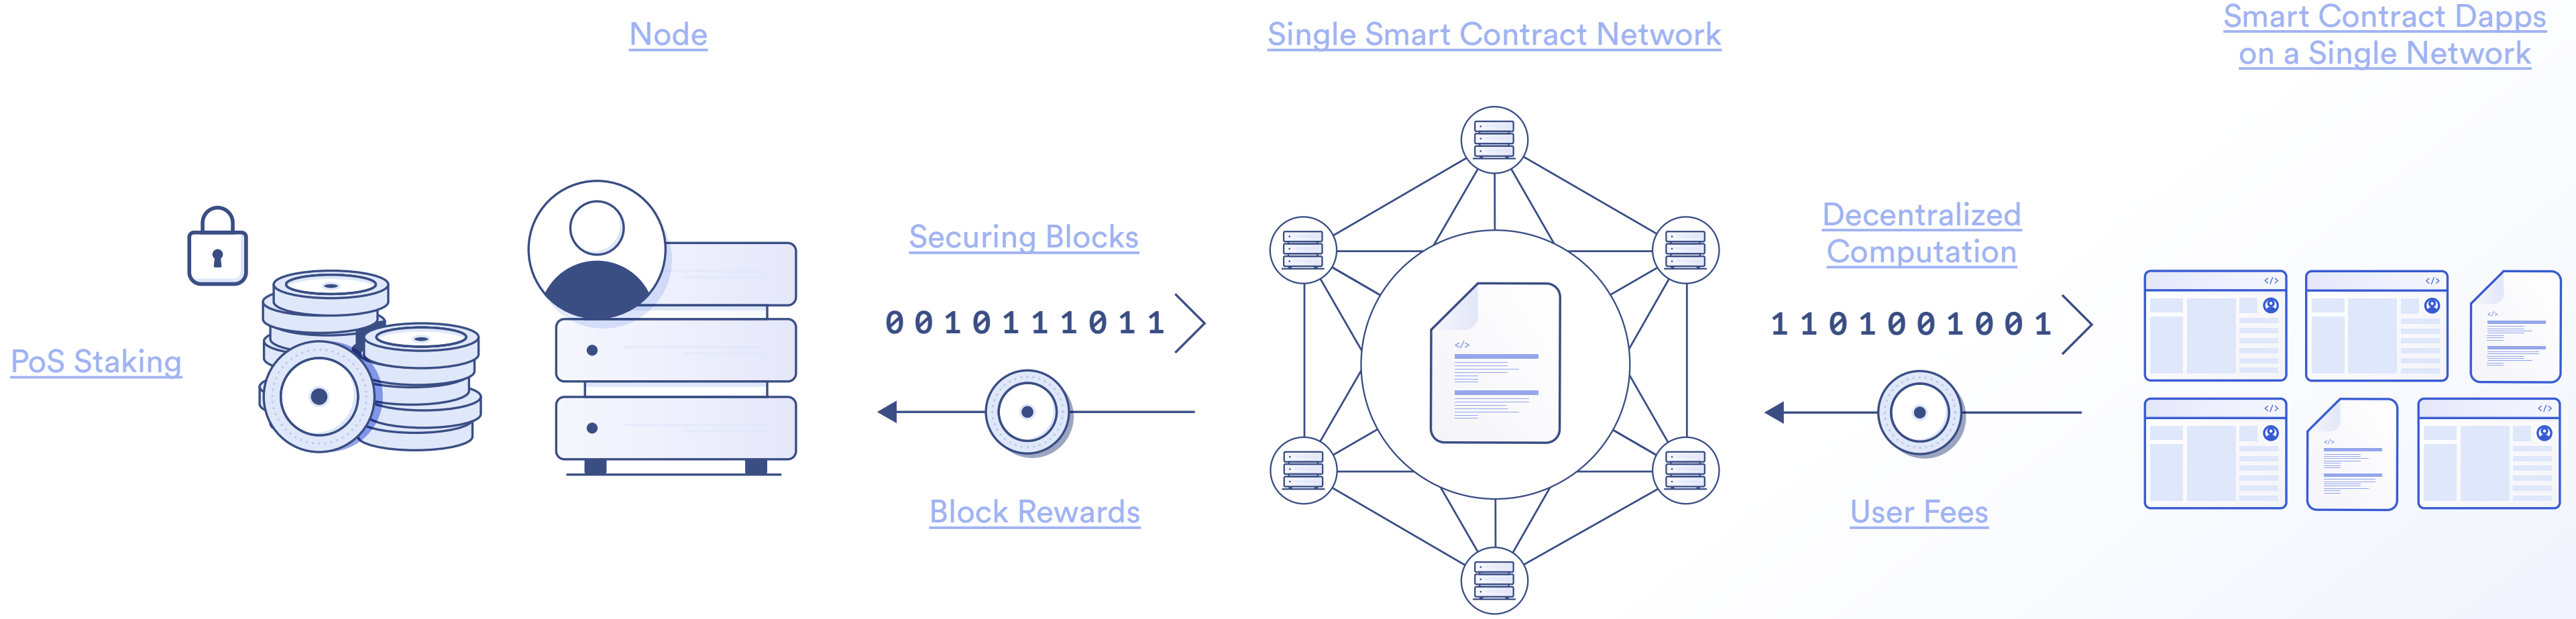 Node
Single Smart Contract Network
Smart Contract Dapps
on a Single Network
PoS Staking
Securing Blocks
0010111011
Block Rewards
</>
Decentralized
Computation
1101001001
User Fees
</>
</>
</>
</>
</>
</>